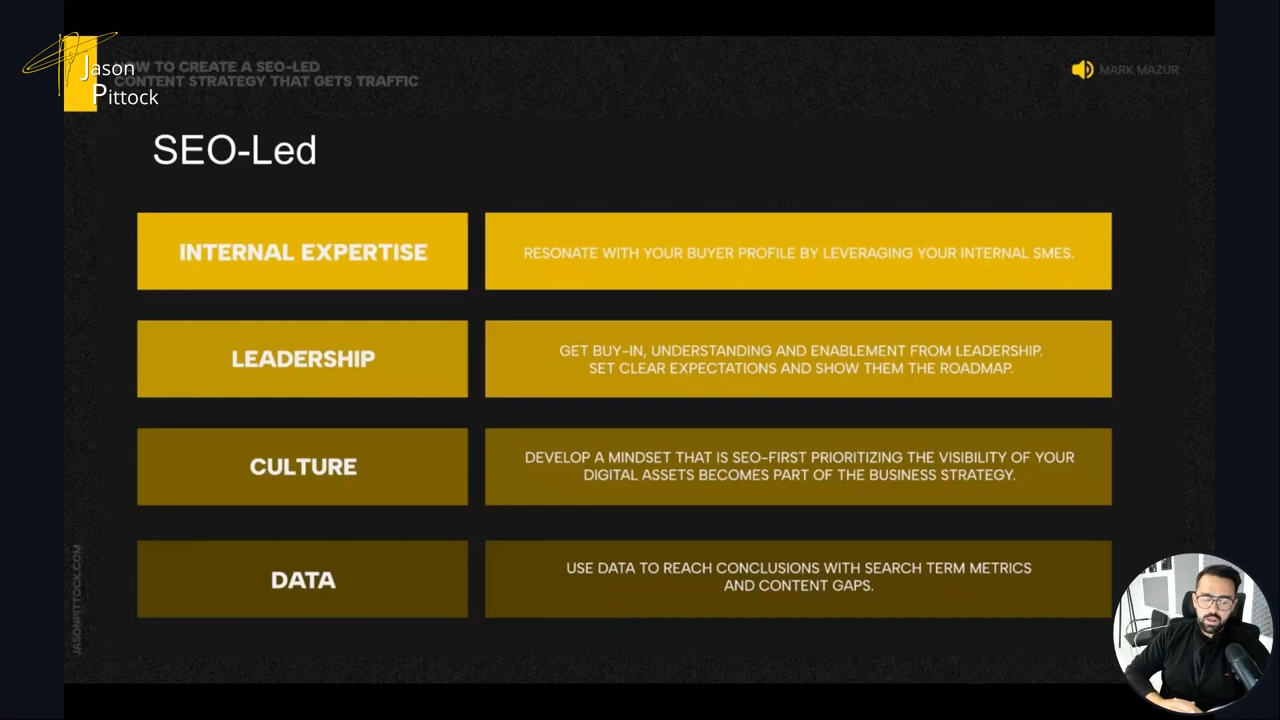 HOW TO CREATE A SEO-LED
CONTENT STRATEGY THAT GETS TRAFFIC
Jason
Pittock
MARK MAZUR
SEO-Led
INTERNAL EXPERTISE
RESONATE WITH YOUR BUYER PROFILE BY LEVERAGING YOUR INTERNAL SMES.
LEADERSHIP
GET BUY-IN, UNDERSTANDING AND ENABLEMENT FROM LEADERSHIP.
SET CLEAR EXPECTATIONS AND SHOW THEM THE ROADMAP.
CULTURE
DEVELOP A MINDSET THAT IS SEO-FIRST PRIORITIZING THE VISIBILITY OF YOUR
DIGITAL ASSETS BECOMES PART OF THE BUSINESS STRATEGY.
DATA
USE DATA TO REACH CONCLUSIONS WITH SEARCH TERM METRICS
AND CONTENT GAPS.
JASONPITTOCK.COM